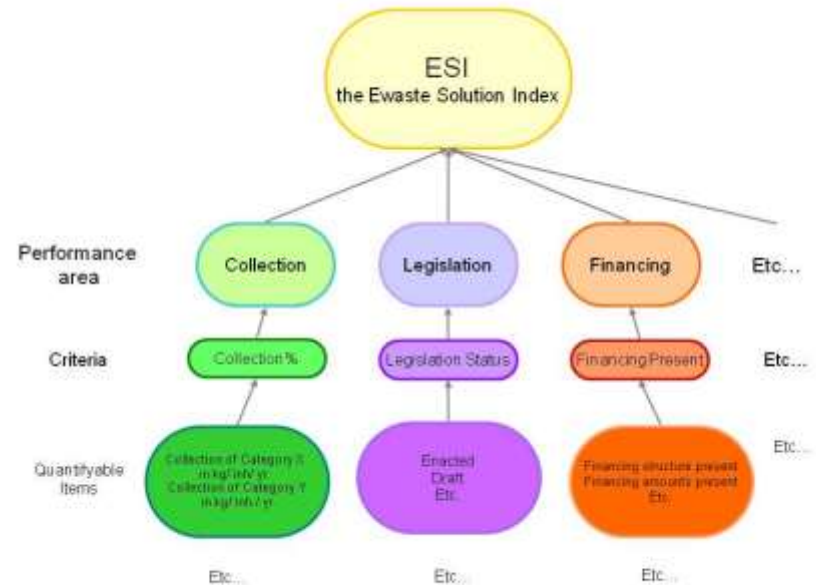 ESI
the Ewaste Solution Index
Performance
area
Collection
Legislation
Financing
Etc...
Criteria
Collection %
Legislation Status
Financing Present
Etc...
Quantifyable
Items
Collection of Category X
in kg/ inh/ yr
Collection of Category Y
in kg/ inh / yr
Enacted
Draft
Etc.
Financing structure present
Financing amounts present
Etc.
Etc...
Etc...
Etc...
Etc...